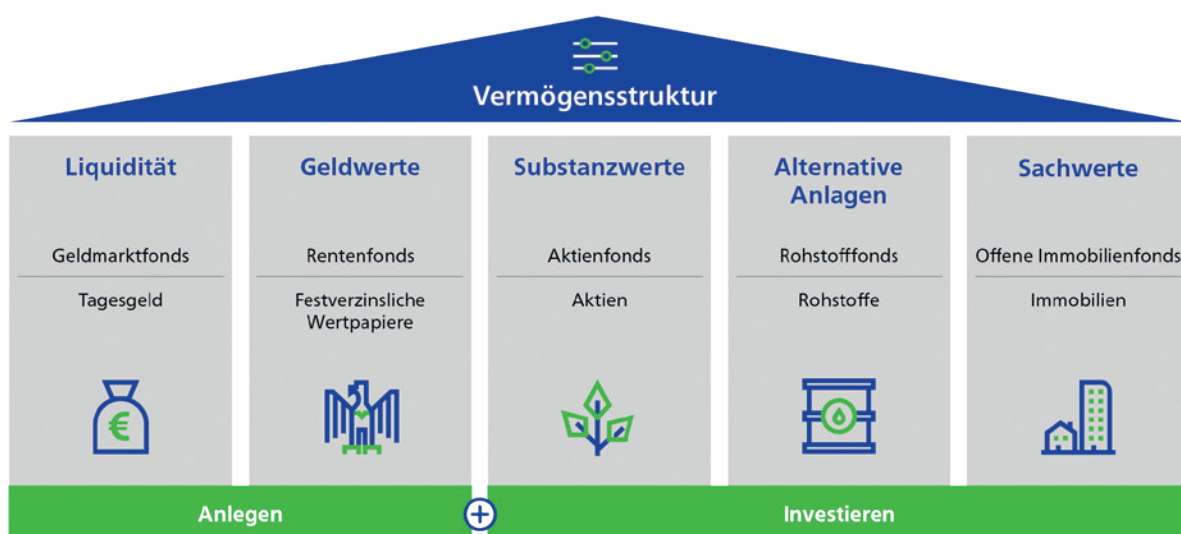 Vermögensstruktur
Liquidität
Geldmarktfonds
Tagesgeld
€
Geldwerte
Rentenfonds
Festverzinsliche
Wertpapiere
Substanzwerte
Aktienfonds
Aktien
Alternative
Anlagen
Rohstofffonds
Rohstoffe
Sachwerte
Offene Immobilienfonds
Immobilien
Anlegen
+
Investieren